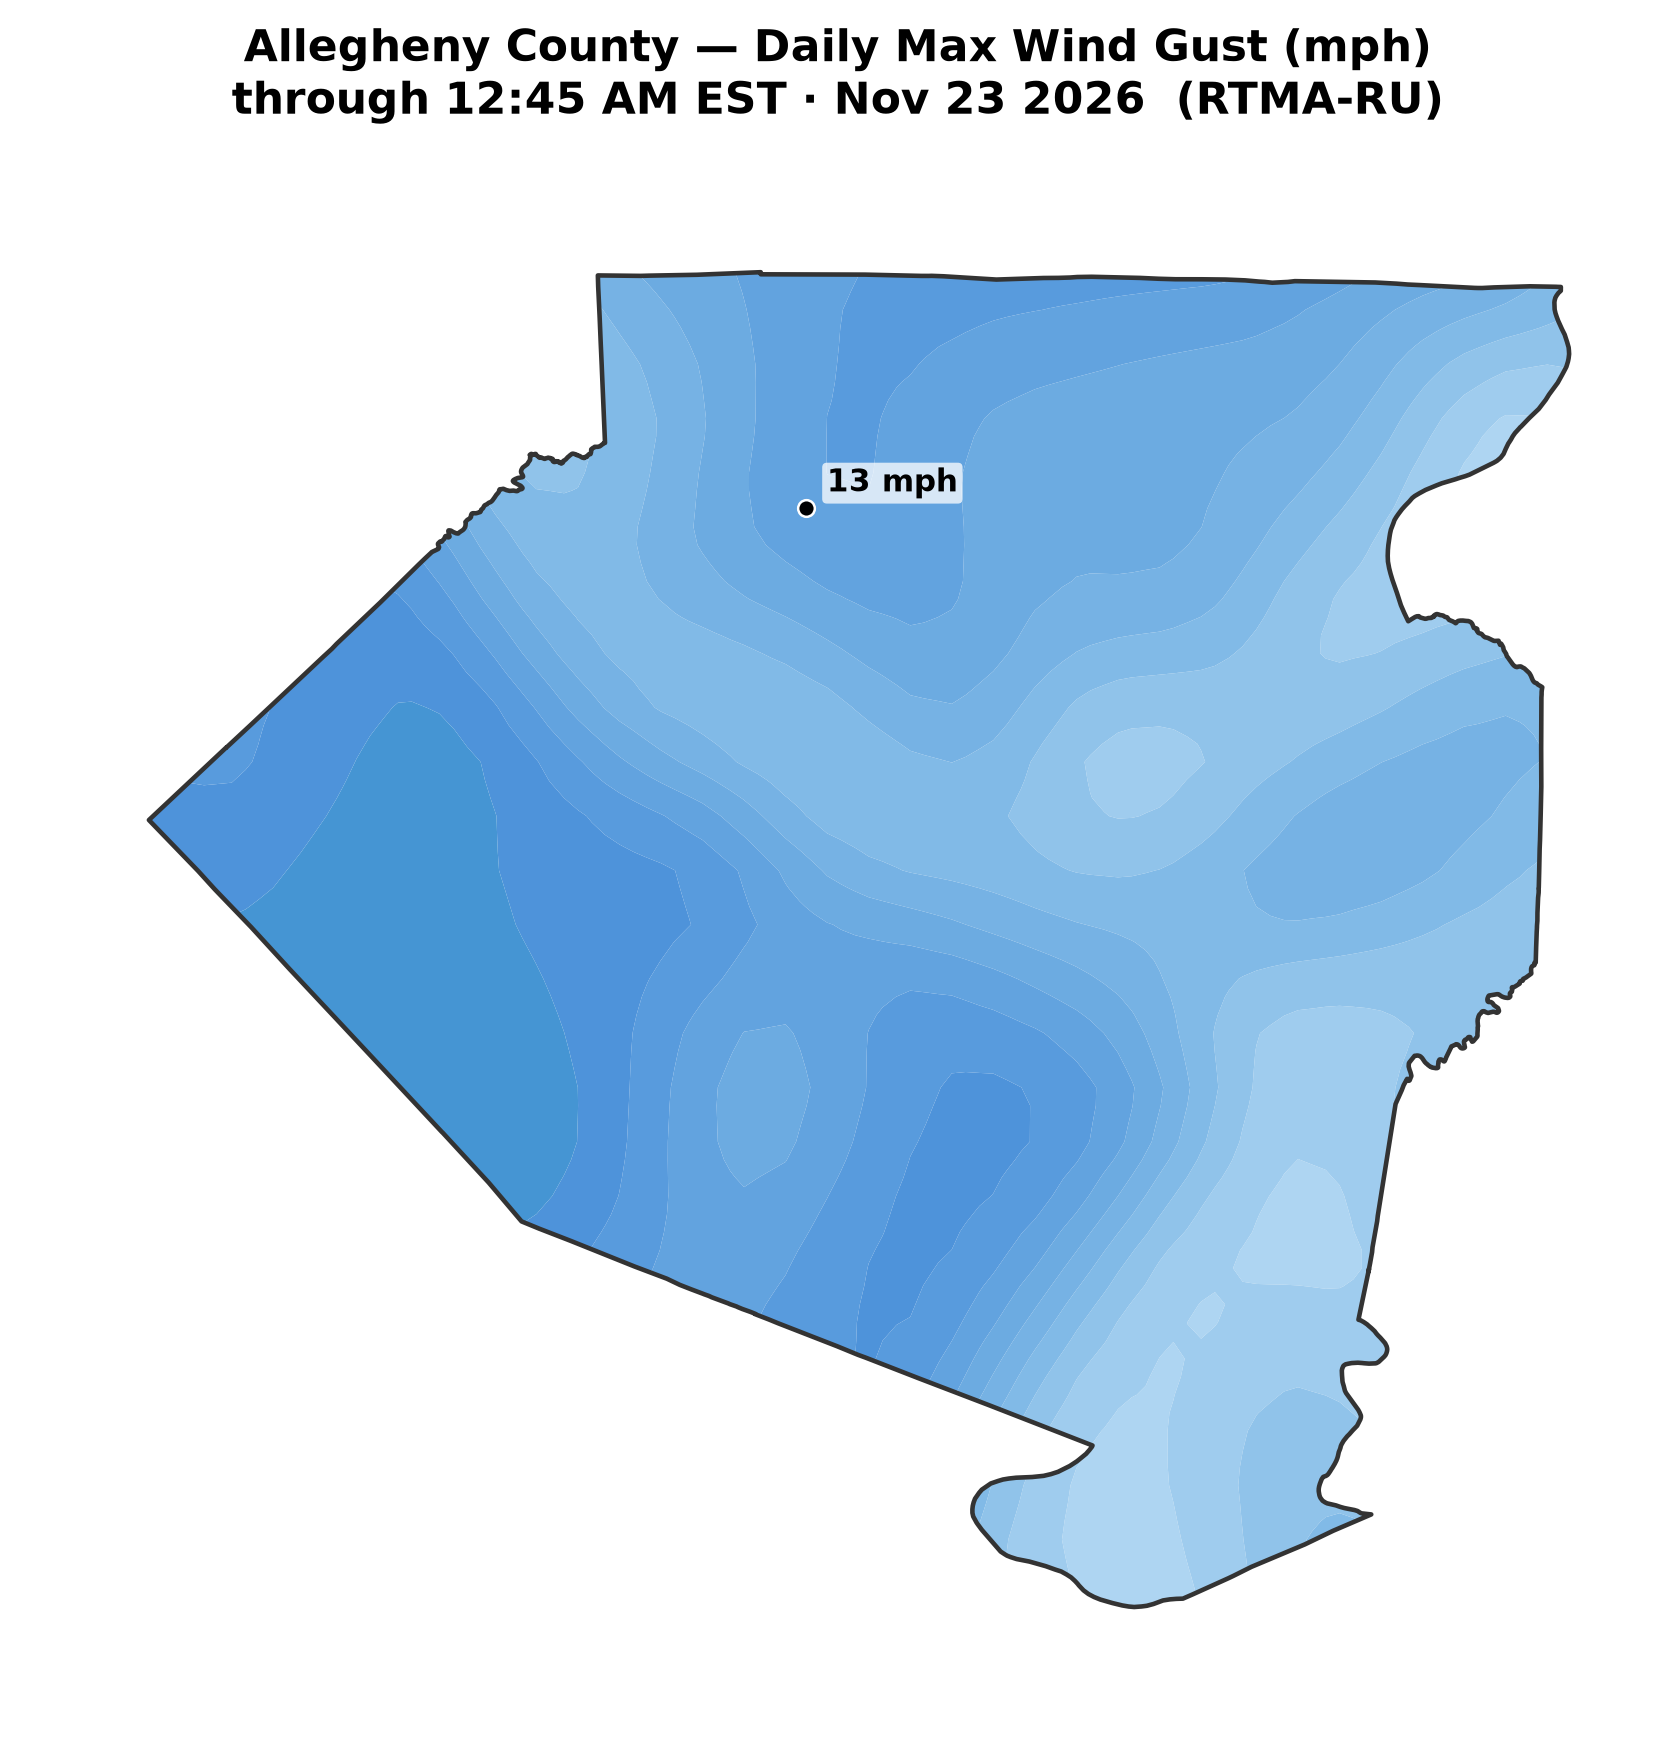 Allegheny County — Daily Max Wind Gust (mph)
through 12:45 AM EST · Nov 23 2026 (RTMA-RU)
13 mph